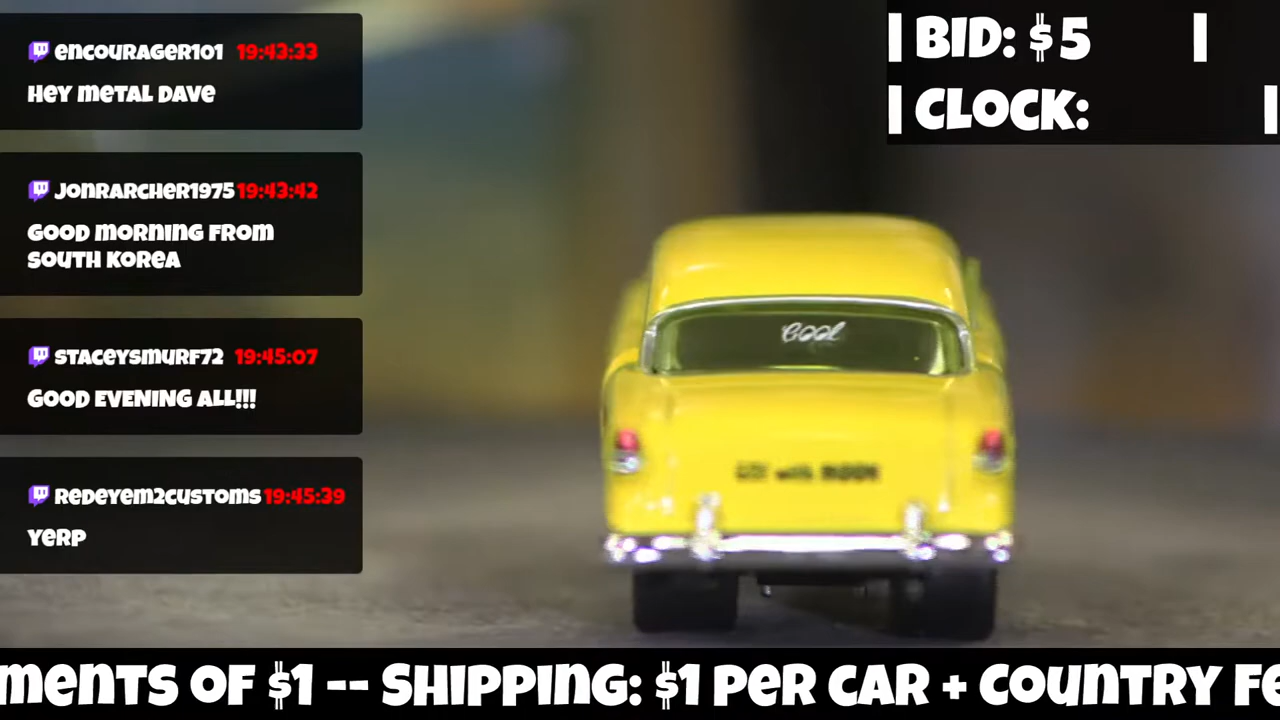 encourager101 19:43:33
Hey metal Dave
jonrarcher1975 19:43:42
Good morning from
South Korea
staceysmurf72 19:45:07
GOOD EVENING ALL!!!
redeyem2customs 19:45:39
Yerp
| BID: $5 |
| CLOCK: |
Cool
with
ments of $1 -- Shipping: $1 per car + Country Fe